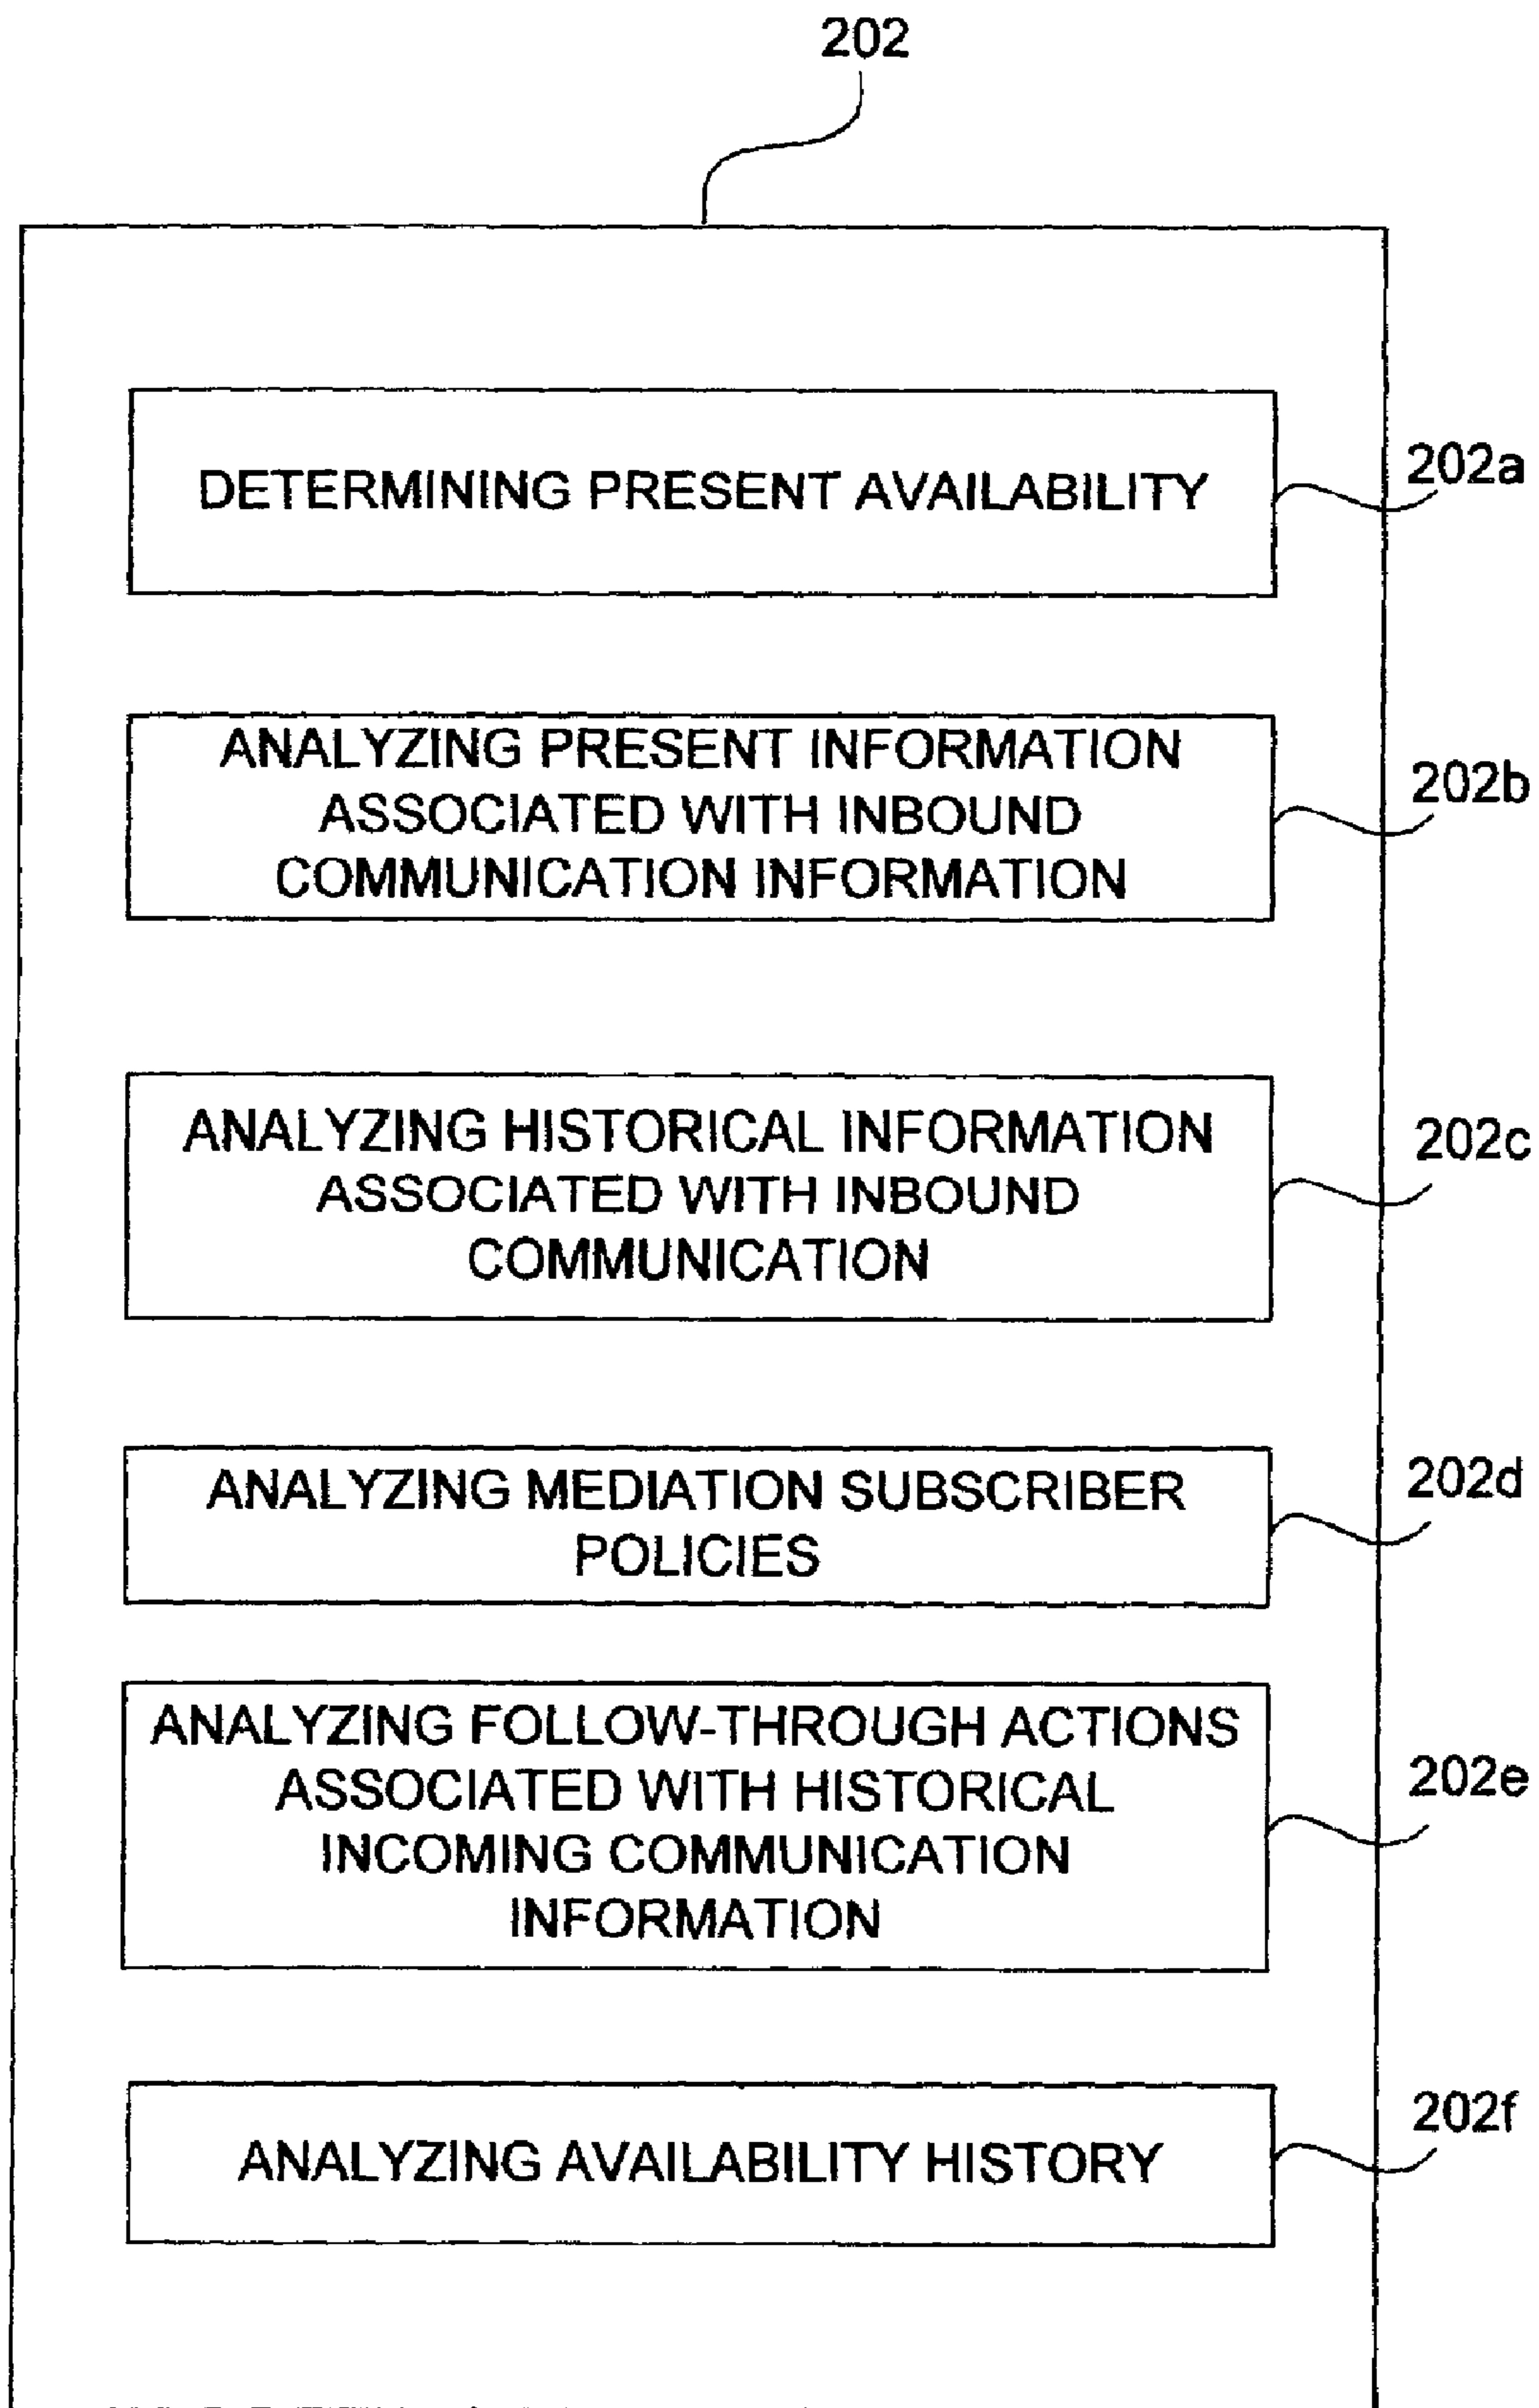 202
DETERMINING PRESENT AVAILABILITY
202a
ANALYZING PRESENT INFORMATION
ASSOCIATED WITH INBOUND
COMMUNICATION INFORMATION
202b
ANALYZING HISTORICAL INFORMATION
ASSOCIATED WITH INBOUND
COMMUNICATION
202c
ANALYZING MEDIATION SUBSCRIBER
POLICIES
202d
ANALYZING FOLLOW-THROUGH ACTIONS
ASSOCIATED WITH HISTORICAL
INCOMING COMMUNICATION
INFORMATION
202e
ANALYZING AVAILABILITY HISTORY
202f